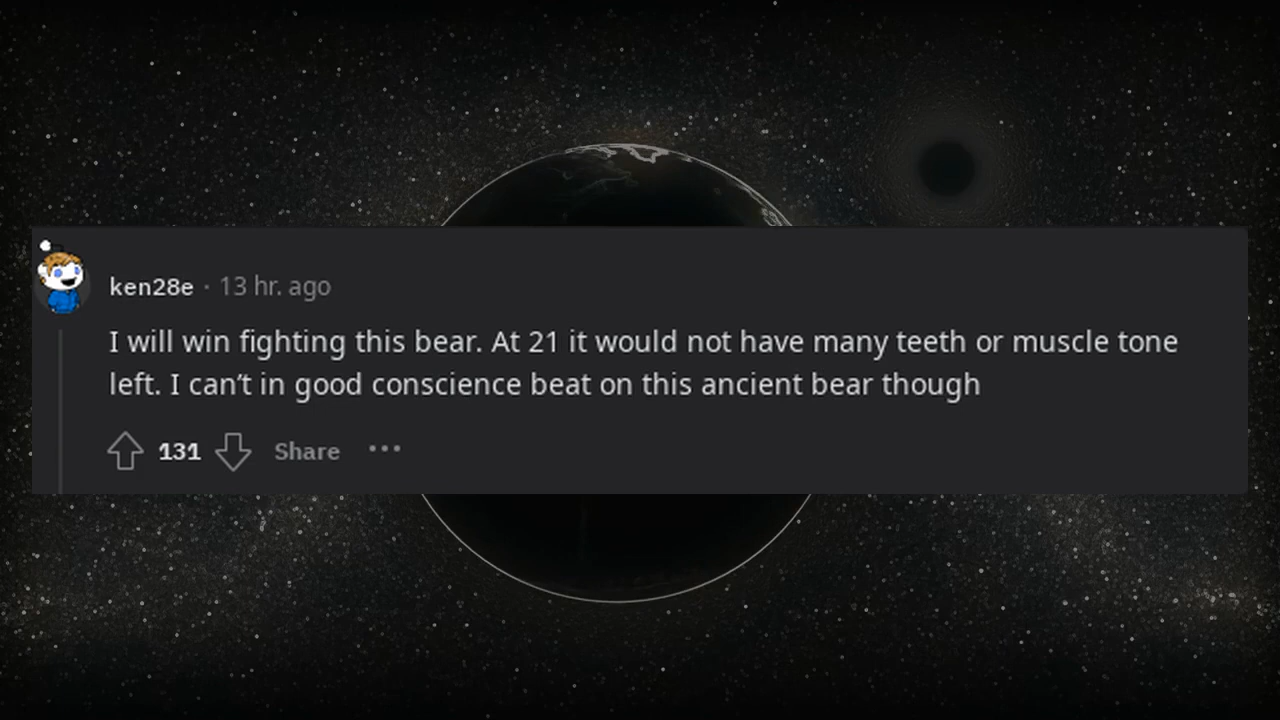 ken28e · 13 hr. ago
I will win fighting this bear. At 21 it would not have many teeth or muscle tone
left. I can't in good conscience beat on this ancient bear though
131 Share ···